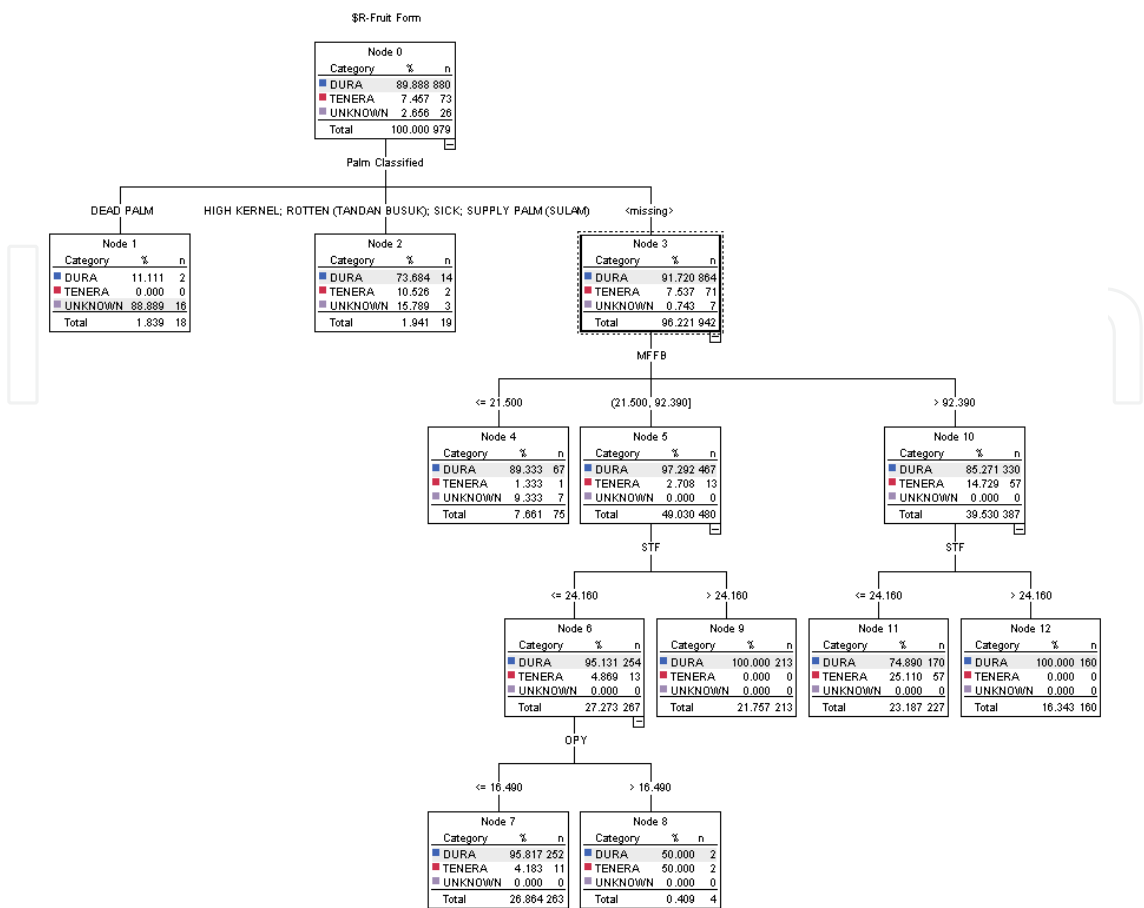 $R-Fruit Form
Node 0
Category % n
DURA 89.888 880
TENERA 7.457 73
UNKNOWN 2.656 26
Total 100.000 979
Palm Classified
DEAD PALM
HIGH KERNEL; ROTTEN (TANDAN BUSUK); SICK; SUPPLY PALM (SULAM)
<missing>
Node 1
Category % n
DURA 11.111 2
TENERA 0.000 0
UNKNOWN 88.889 16
Total 1.839 18
Node 2
Category % n
DURA 73.684 14
TENERA 10.526 2
UNKNOWN 15.789 3
Total 1.941 19
Node 3
Category % n
DURA 91.720 864
TENERA 7.537 71
UNKNOWN 0.743 7
Total 96.221 942
MFFB
<= 21.500
(21.500, 92.390]
> 92.390
Node 4
Category % n
DURA 89.333 67
TENERA 1.333 1
UNKNOWN 9.333 7
Total 7.661 75
Node 5
Category % n
DURA 97.292 467
TENERA 2.708 13
UNKNOWN 0.000 0
Total 49.030 480
Node 10
Category % n
DURA 85.271 330
TENERA 14.729 57
UNKNOWN 0.000 0
Total 39.530 387
STF
STF
<= 24.160
> 24.160
<= 24.160
> 24.160
Node 6
Category % n
DURA 95.131 254
TENERA 4.869 13
UNKNOWN 0.000 0
Total 27.273 267
Node 9
Category % n
DURA 100.000 213
TENERA 0.000 0
UNKNOWN 0.000 0
Total 21.757 213
Node 11
Category % n
DURA 74.890 170
TENERA 25.110 57
UNKNOWN 0.000 0
Total 23.187 227
Node 12
Category % n
DURA 100.000 160
TENERA 0.000 0
UNKNOWN 0.000 0
Total 16.343 160
OPY
<= 16.490
> 16.490
Node 7
Category % n
DURA 95.817 252
TENERA 4.183 11
UNKNOWN 0.000 0
Total 26.864 263
Node 8
Category % n
DURA 50.000 2
TENERA 50.000 2
UNKNOWN 0.000 0
Total 0.409 4